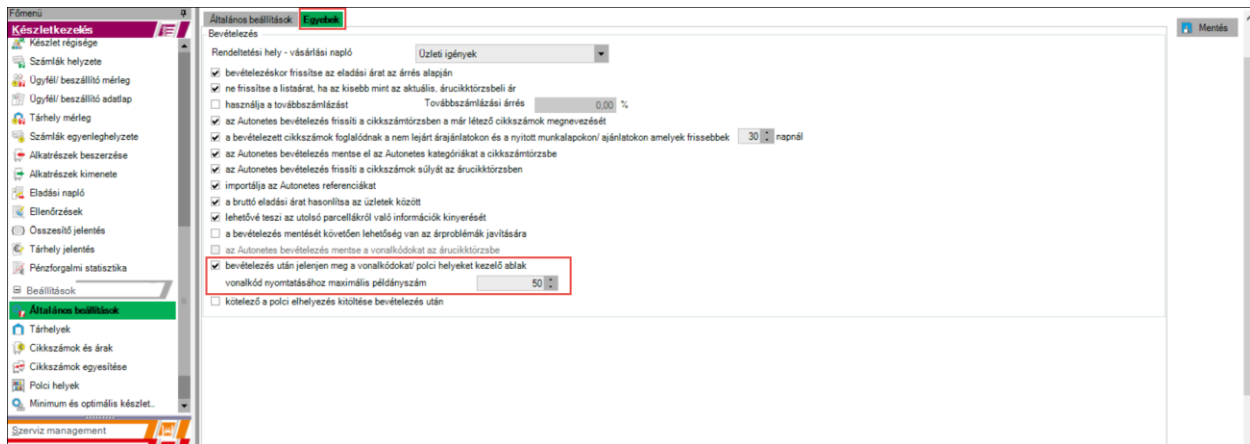 Főmenü
Készletkezelés
Készlet régisége
Számlák helyzete
Ügyfél/ beszállító mérleg
Ügyfél/ beszállító adatlap
Tárhely mérleg
Számlák egyenleghelyzete
Alkatrészek beszerzése
Alkatrészek kimenete
Eladási napló
Ellenőrzések
Összesítő jelentés
Tárhely jelentés
Pénzforgalmi statisztika
Beállítások
Általános beállítások
Tárhelyek
Cikkszámok és árak
Cikkszámok egyesítése
Polci helyek
Minimum és optimális készlet..
Szerviz management
Általános beállítások Egyebek
Bevételezés
Rendeltetési hely - vásárlási napló Üzleti igények
bevételezéskor frissítse az eladási árat az árrés alapján
ne frissítse a listaárat, ha az kisebb mint az aktuális, árucikktörzsbeli ár
használja a továbbszámlázást Továbbszámlázási árrés 0,00 %
az Autonetes bevételezés frissíti a cikkszámtörzsben a már létező cikkszámok megnevezését
a bevételezett cikkszámok foglalódnak a nem lejárt árajánlatokon és a nyitott munkalapokon/ ajánlatokon amelyek frissebbek 30 napnál
az Autonetes bevételezés mentse el az Autonetes kategóriákat a cikkszámtörzsbe
az Autonetes bevételezés frissíti a cikkszámok súlyát az árucikktörzsben
importálja az Autonetes referenciákat
a bruttó eladási árat hasonlítsa az üzletek között
lehetővé teszi az utolsó parcellákról való információk kinyerését
a bevételezés mentését követően lehetőség van az árproblémák javítására
az Autonetes bevételezés mentse a vonalkódokat az árucikktörzsbe
bevételezés után jelenjen meg a vonalkódokat/ polci helyeket kezelő ablak
vonalkód nyomtatásához maximális példányszám 50
kötelező a polci elhelyezés kitöltése bevételezés után
Mentés